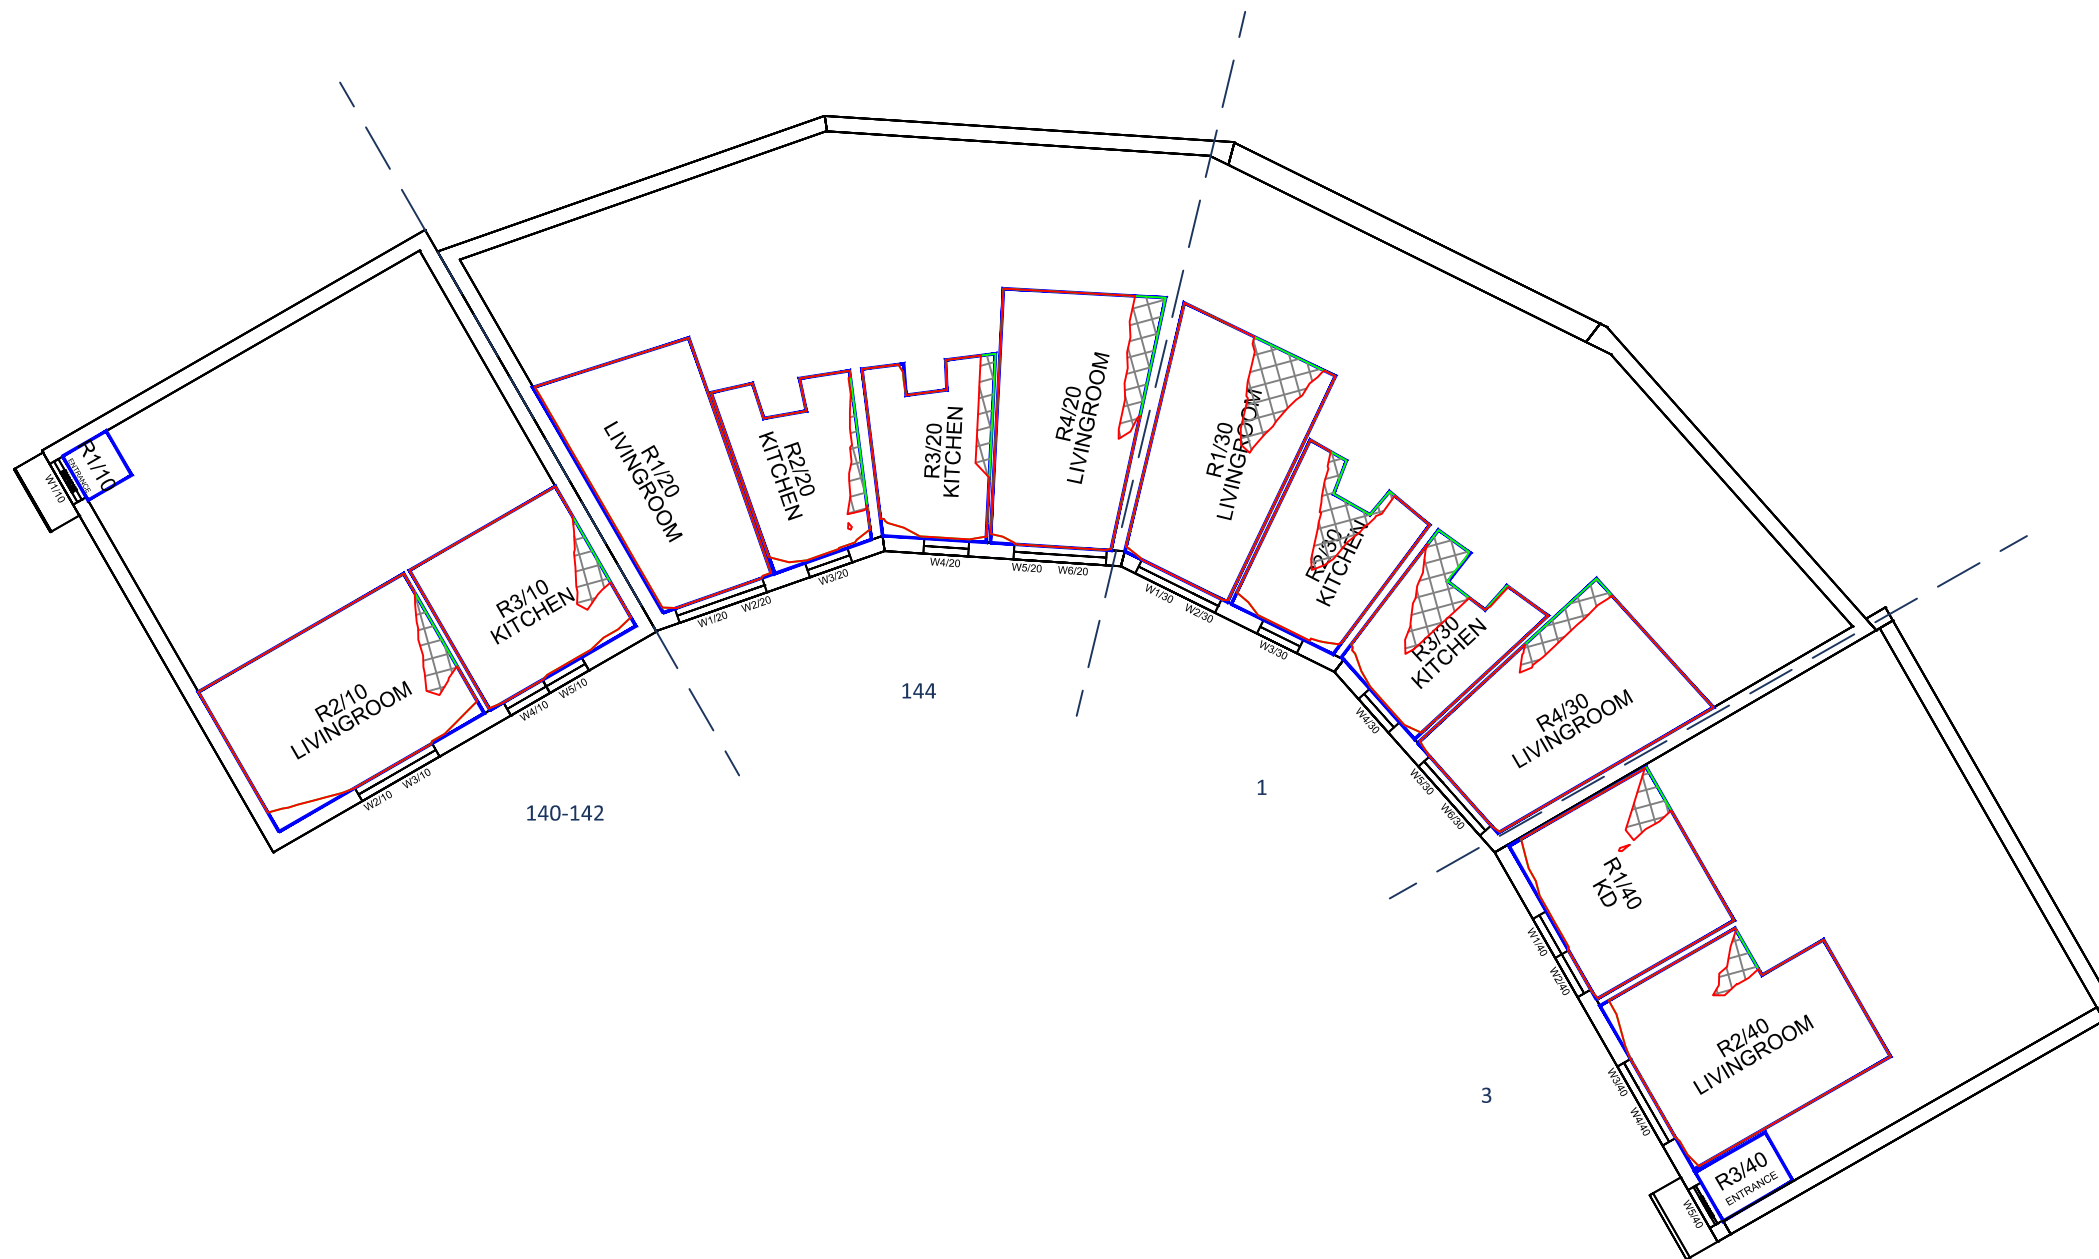 R1/10
ENTRANCE
W1/10
R2/10
LIVINGROOM
R3/10
KITCHEN
W2/10
W3/10
W4/10
W5/10
140-142
R1/20
LIVINGROOM
R2/20
KITCHEN
R3/20
KITCHEN
R4/20
LIVINGROOM
W1/20
W2/20
W3/20
W4/20
W5/20
W6/20
144
R1/30
LIVINGROOM
R2/30
KITCHEN
R3/30
KITCHEN
R4/30
LIVINGROOM
W1/30
W2/30
W3/30
W4/30
W5/30
W6/30
1
R1/40
KD
R2/40
LIVINGROOM
R3/40
ENTRANCE
W1/40
W2/40
W3/40
W4/40
W5/40
3